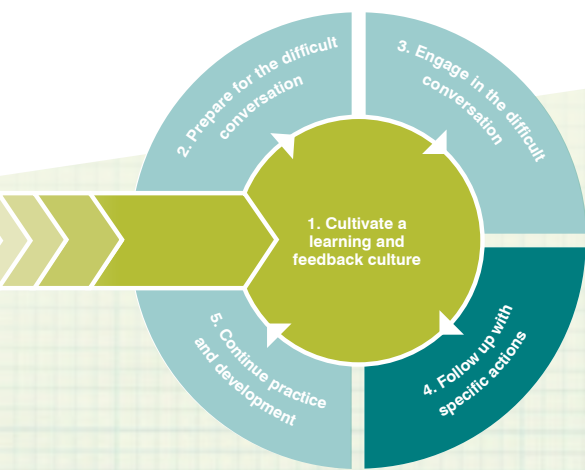 1. Cultivate a
learning and
feedback culture
2. Prepare for the difficult
conversation
3. Engage in the difficult
conversation
4. Follow up with
specific actions
5. Continue practice
and development